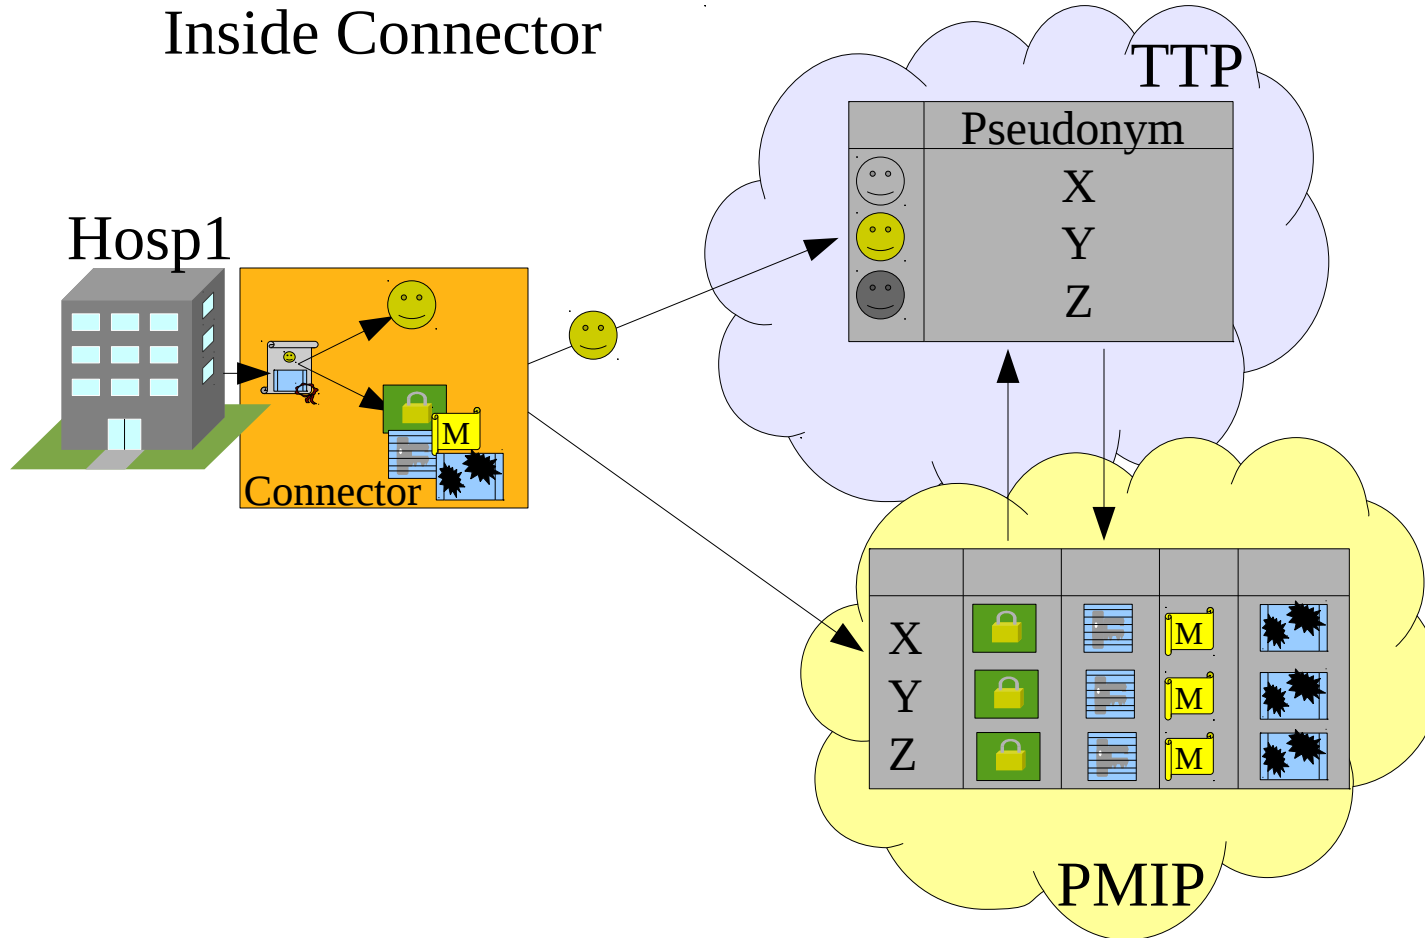 Inside Connector
TTP
Pseudonym
X
Y
Z
Hosp1
M
Connector
X M
Y M
Z M
PMIP